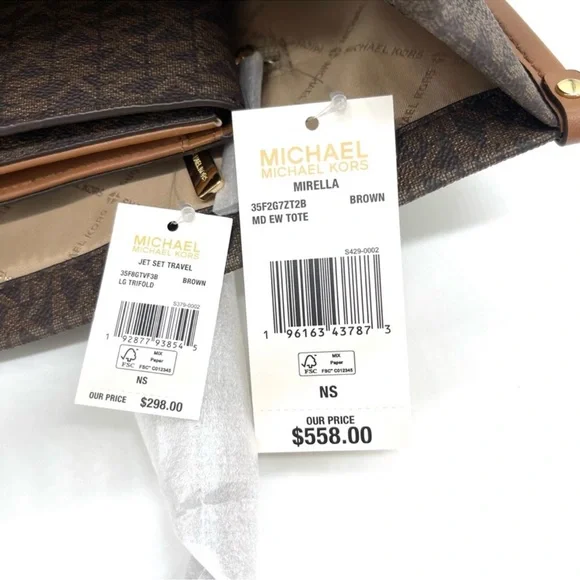 MICHAEL KORS
MICHAEL
MICHAEL KORS
JET SET TRAVEL
35F8GTVF3B BROWN
LG TRIFOLD
S379-0002
1 92877 93854 5
FSC
MIX
Paper
FSC® C012345
NS
OUR PRICE
$298.00
MICHAEL
MICHAEL KORS
MIRELLA
35F2G7ZT2B BROWN
MD EW TOTE
S429-0002
1 96163 43787 3
FSC
MIX
Paper
FSC® C012345
NS
OUR PRICE
$558.00